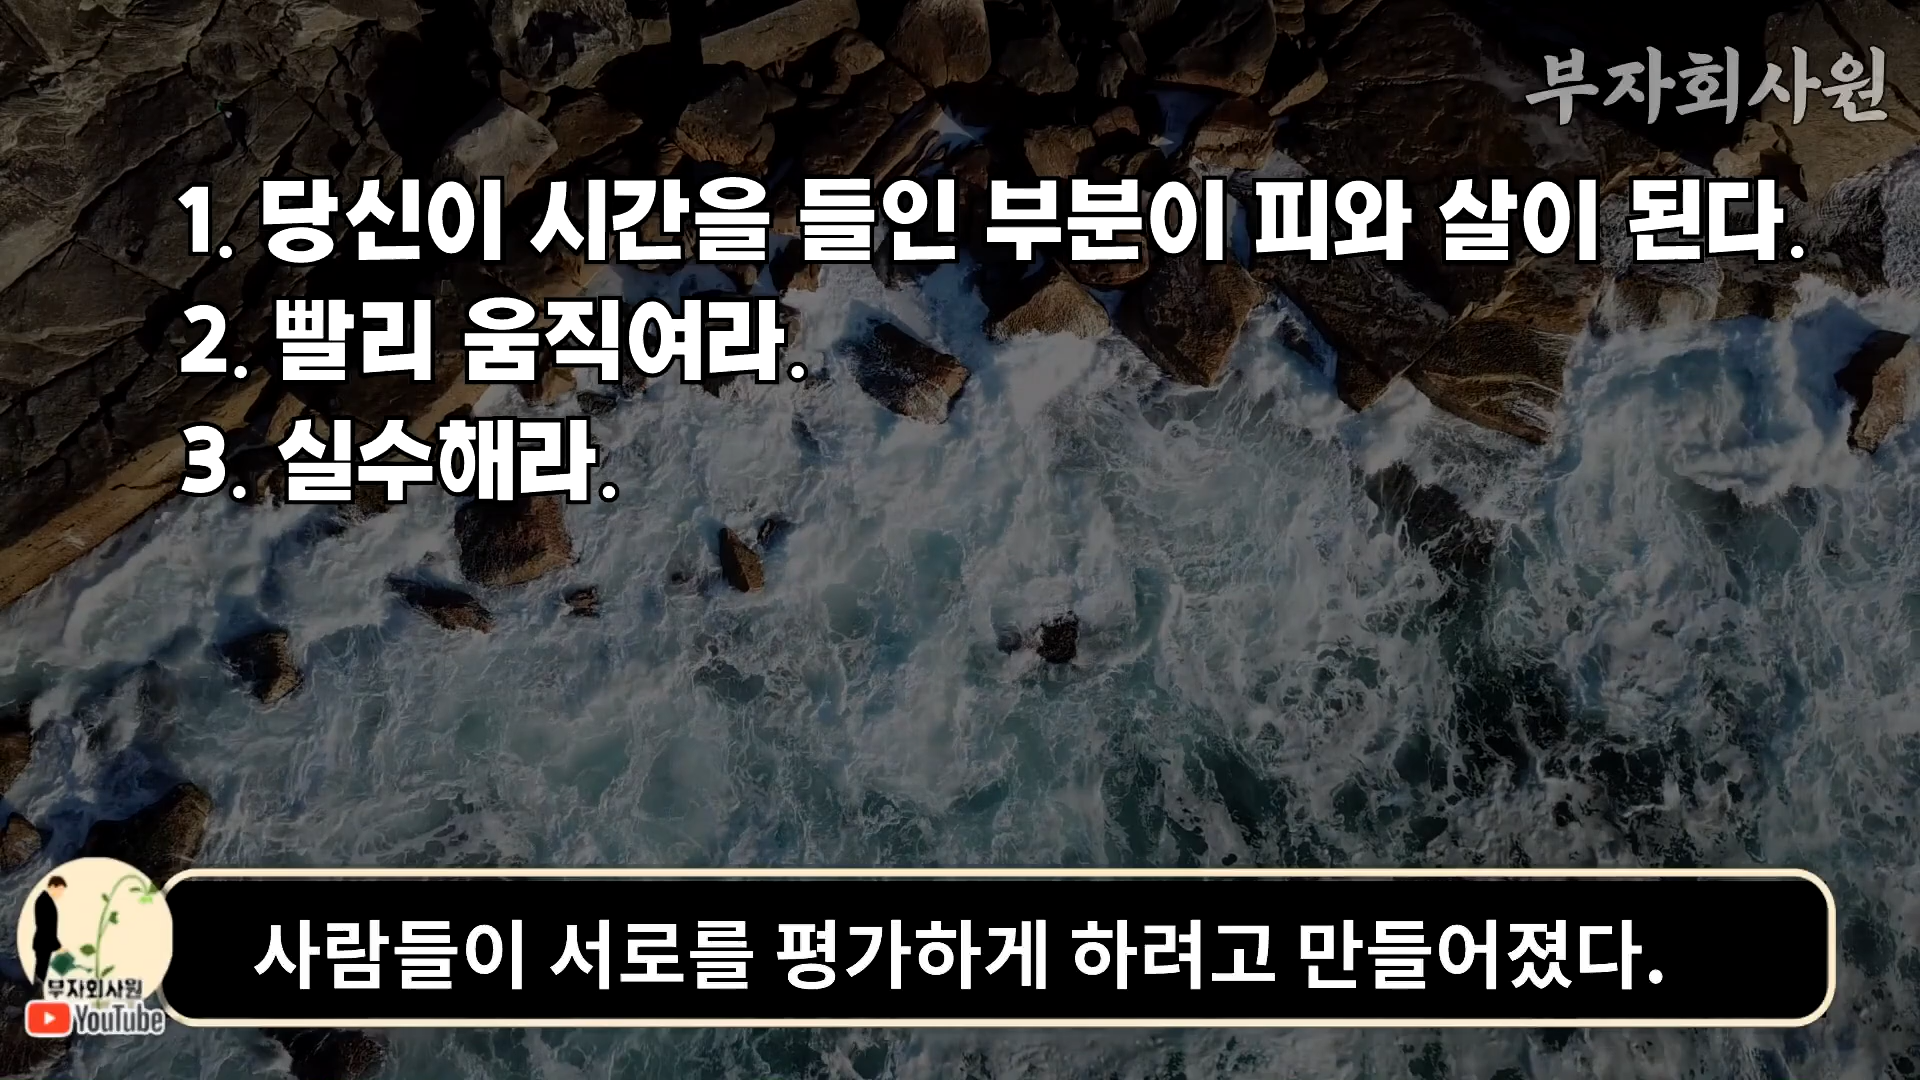 부자회사원
1. 당신이 시간을 들인 부분이 피와 살이 된다.
2. 빨리 움직여라.
3. 실수해라.
사람들이 서로를 평가하게 하려고 만들어졌다.
부자회사원
YouTube